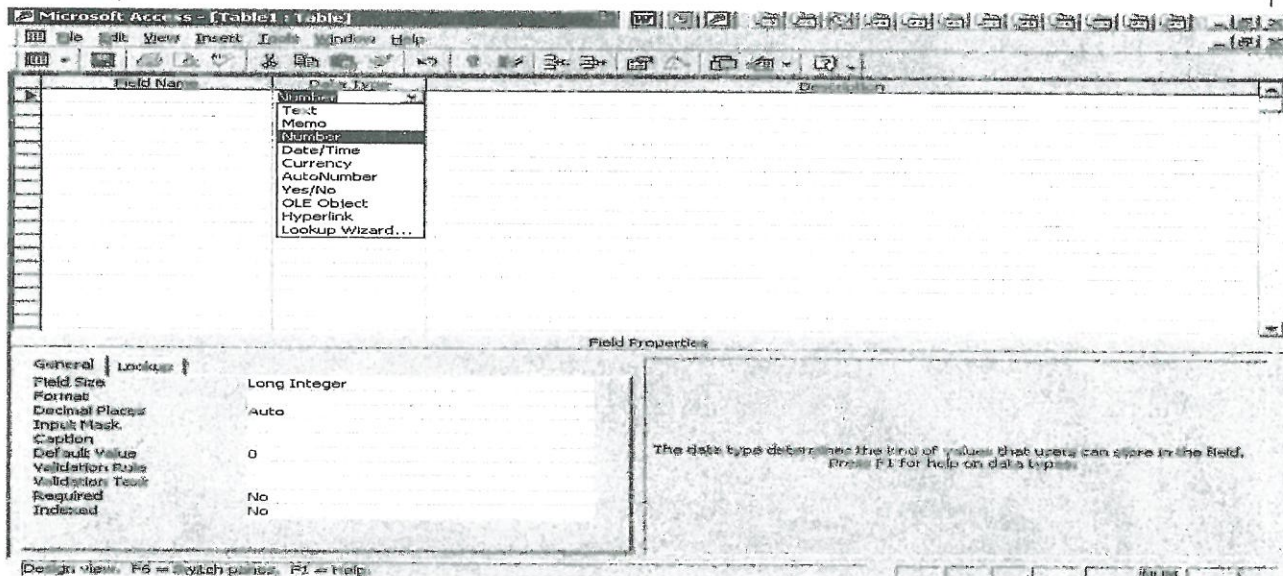 Microsoft Access - [Table1 : Table]
File Edit View Insert Tools Window Help
Field Name Data Type Description
Number
Text
Memo
Number
Date/Time
Currency
AutoNumber
Yes/No
OLE Object
Hyperlink
Lookup Wizard...
Field Properties
General Lookup
Field Size Long Integer
Format
Decimal Places Auto
Input Mask
Caption
Default Value 0
Validation Rule
Validation Text
Required No
Indexed No
The data type determines the kind of values that users can store in the field.
Press F1 for help on data types.
Design view. F6 = Switch panes. F1 = Help.